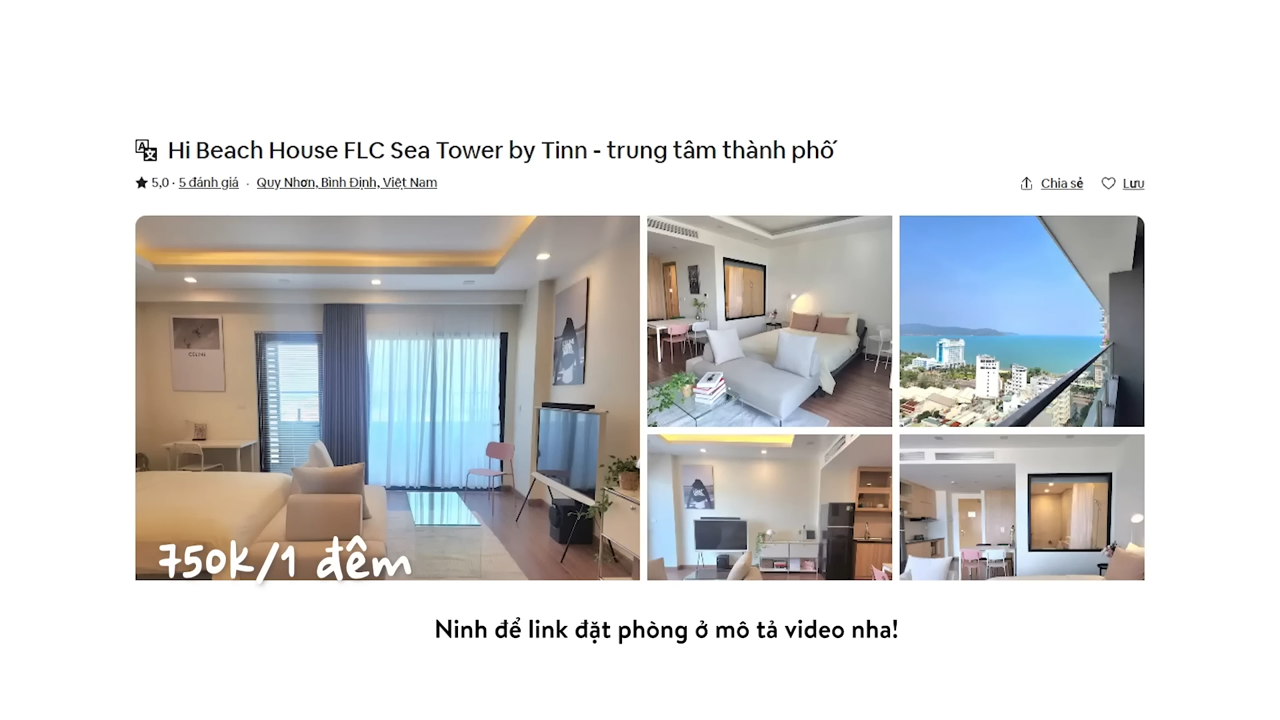 Hi Beach House FLC Sea Tower by Tinn - trung tâm thành phố
5,0 · 5 đánh giá · Quy Nhơn, Bình Định, Việt Nam
Chia sẻ
Lưu
750k/1 đêm
Ninh để link đặt phòng ở mô tả video nha!